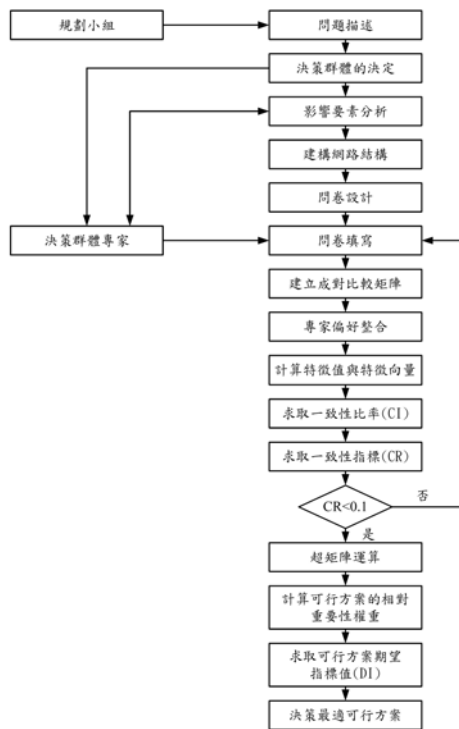 規劃小組
問題描述
決策群體的決定
影響要素分析
建構網路結構
問卷設計
決策群體專家
問卷填寫
建立成對比較矩陣
專家偏好整合
計算特徵值與特徵向量
求取一致性比率(CI)
求取一致性指標(CR)
CR<0.1
否
是
超矩陣運算
計算可行方案的相對
重要性權重
求取可行方案期望
指標值(DI)
決策最適可行方案